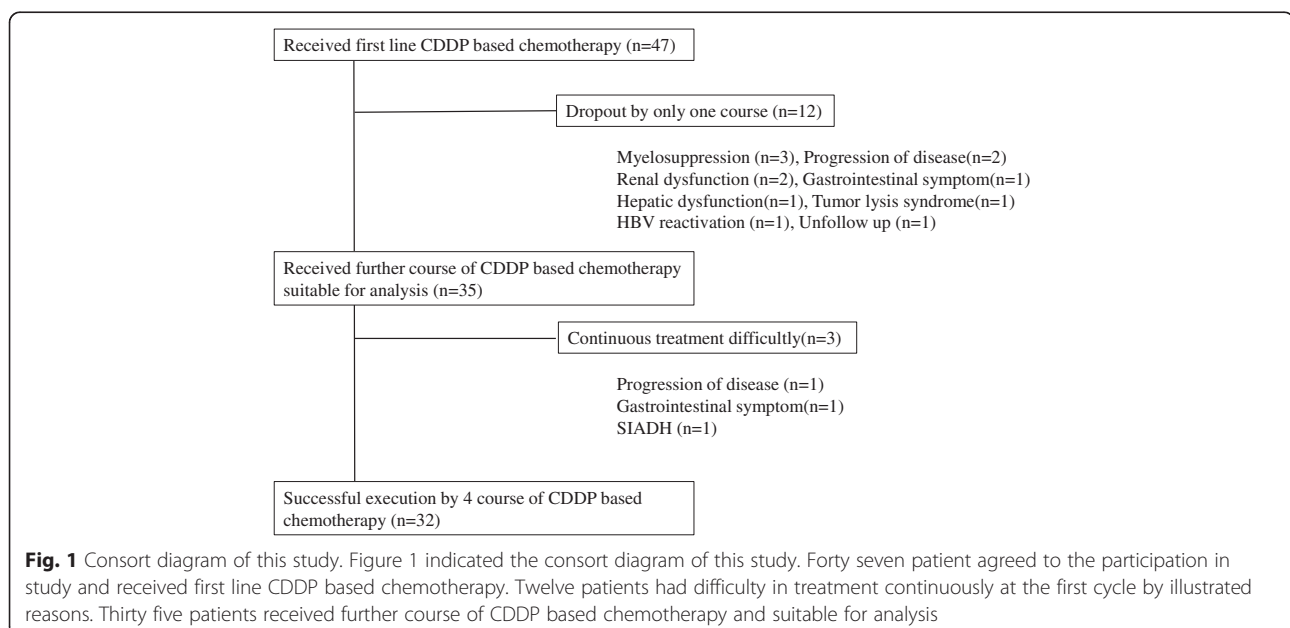 Received first line CDDP based chemotherapy (n=47)
Dropout by only one course (n=12)
Myelosuppression (n=3), Progression of disease(n=2)
Renal dysfunction (n=2), Gastrointestinal symptom(n=1)
Hepatic dysfunction(n=1), Tumor lysis syndrome(n=1)
HBV reactivation (n=1), Unfollow up (n=1)
Received further course of CDDP based chemotherapy
suitable for analysis (n=35)
Continuous treatment difficultly(n=3)
Progression of disease (n=1)
Gastrointestinal symptom(n=1)
SIADH (n=1)
Successful execution by 4 course of CDDP based
chemotherapy (n=32)
Fig. 1 Consort diagram of this study. Figure 1 indicated the consort diagram of this study. Forty seven patient agreed to the participation in
study and received first line CDDP based chemotherapy. Twelve patients had difficulty in treatment continuously at the first cycle by illustrated
reasons. Thirty five patients received further course of CDDP based chemotherapy and suitable for analysis